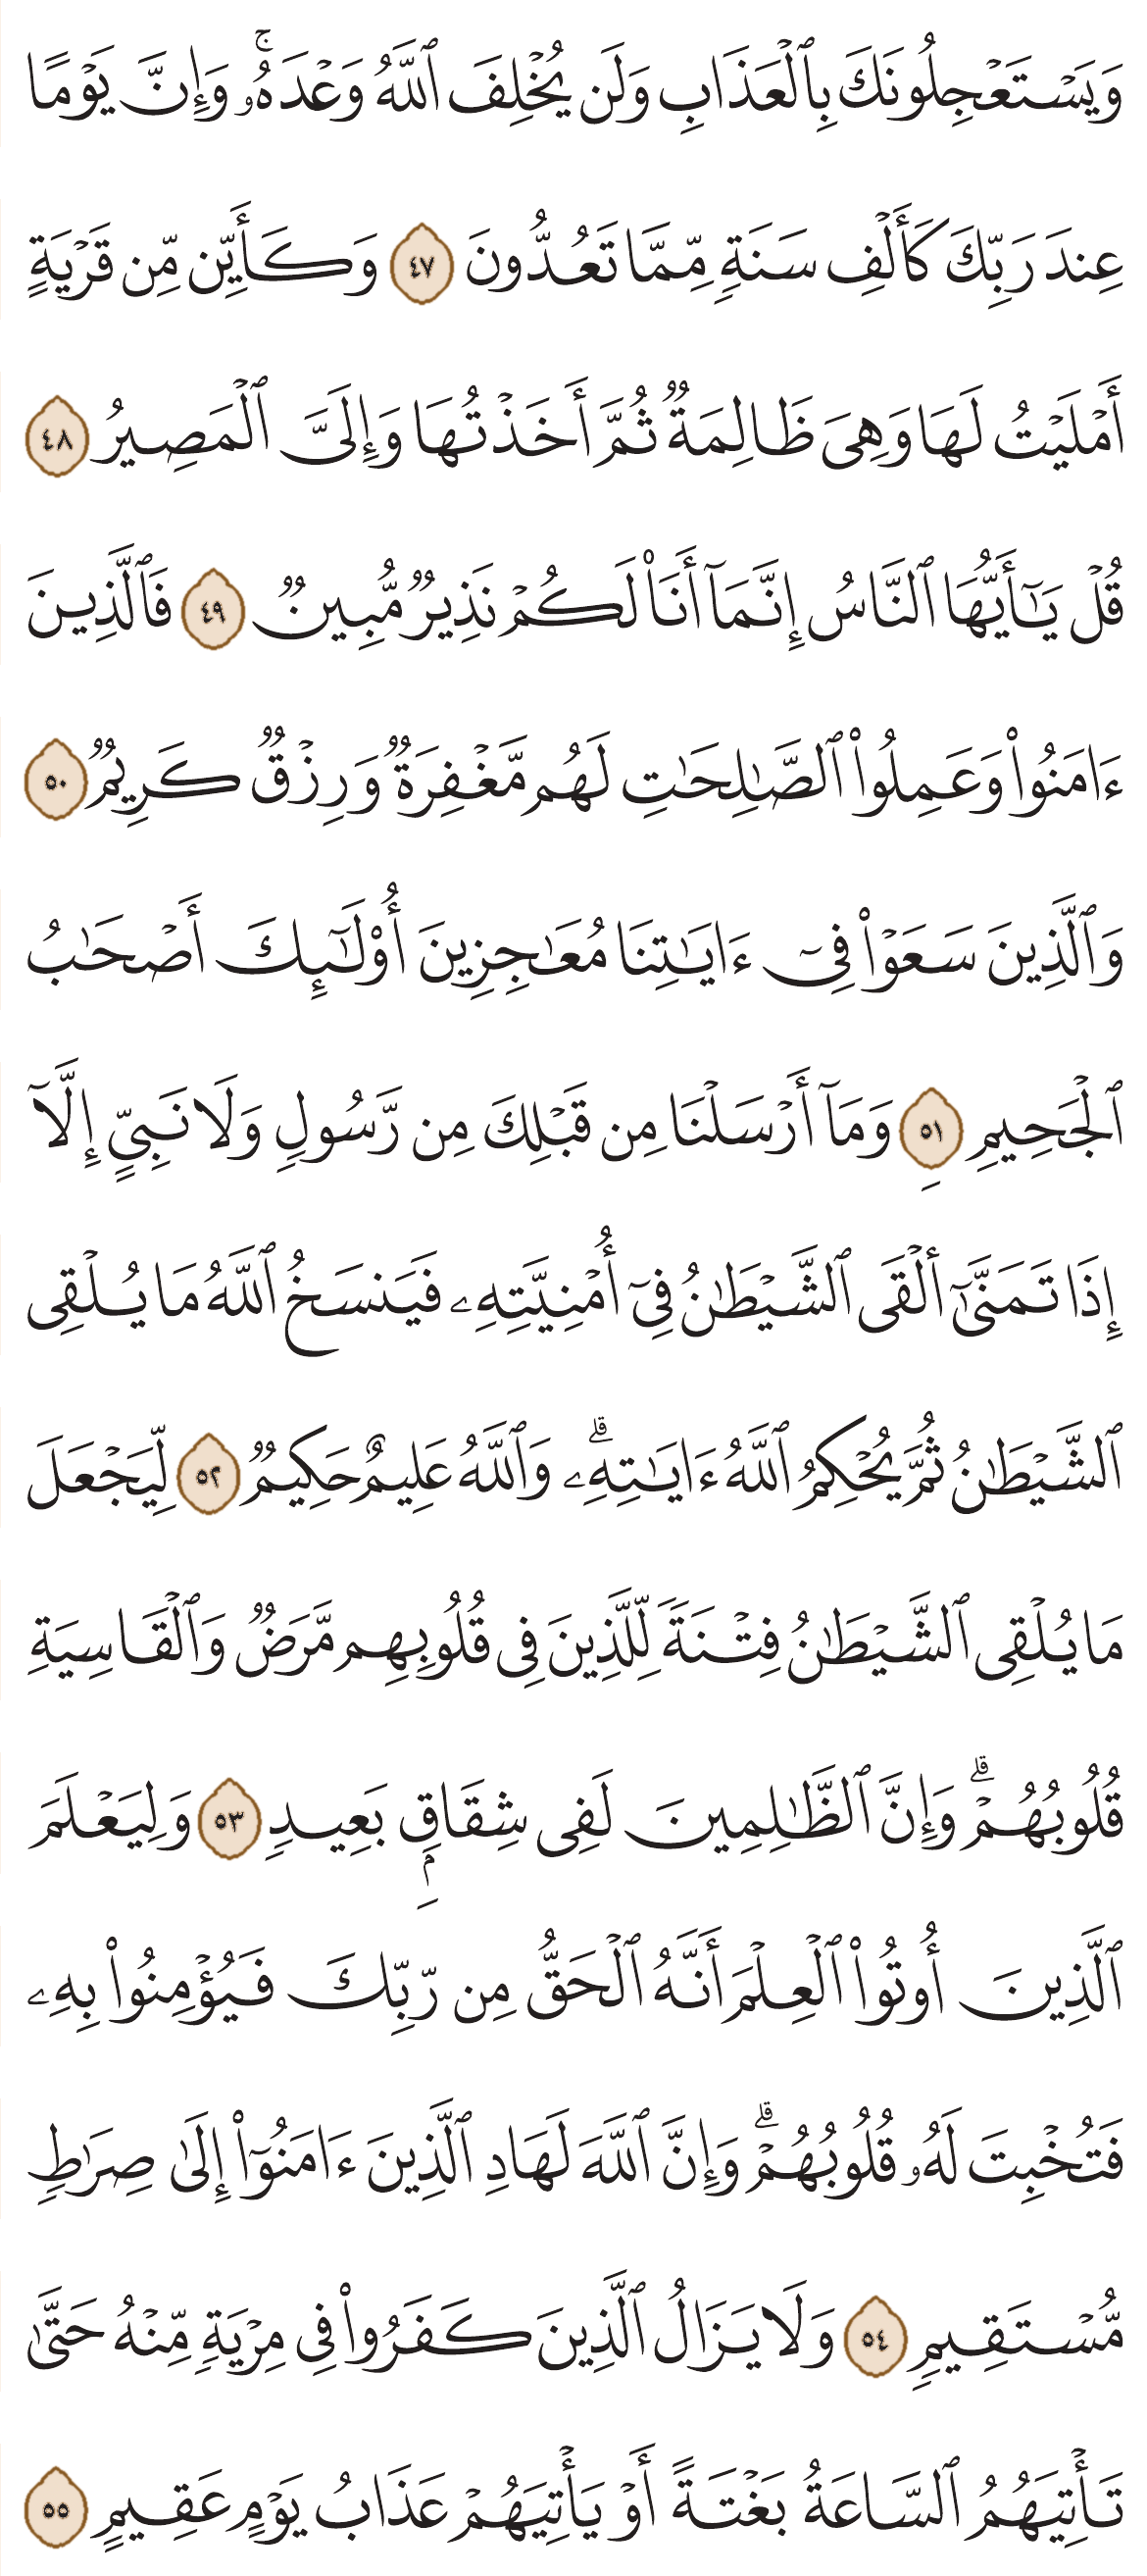 وَيَسْتَعْجِلُونَكَ بِٱلْعَذَابِ وَلَن يُخْلِفَ ٱللَّهُ وَعْدَهُۥۚ وَإِنَّ يَوْمًا
عِندَ رَبِّكَ كَأَلْفِ سَنَةٍۢ مِّمَّا تَعُدُّونَ ٤٧ وَكَأَيِّن مِّن قَرْيَةٍ
أَمْلَيْتُ لَهَا وَهِىَ ظَالِمَةٌۭ ثُمَّ أَخَذْتُهَا وَإِلَىَّ ٱلْمَصِيرُ ٤٨
قُلْ يَـٰٓأَيُّهَا ٱلنَّاسُ إِنَّمَآ أَنَا۠ لَكُمْ نَذِيرٌۭ مُّبِينٌۭ ٤٩ فَٱلَّذِينَ
ءَامَنُوا۟ وَعَمِلُوا۟ ٱلصَّـٰلِحَـٰتِ لَهُم مَّغْفِرَةٌۭ وَرِزْقٌۭ كَرِيمٌۭ ٥٠
وَٱلَّذِينَ سَعَوْا۟ فِىٓ ءَايَـٰتِنَا مُعَـٰجِزِينَ أُو۟لَـٰٓئِكَ أَصْحَـٰبُ
ٱلْجَحِيمِ ٥١ وَمَآ أَرْسَلْنَا مِن قَبْلِكَ مِن رَّسُولٍۢ وَلَا نَبِىٍّ إِلَّآ
إِذَا تَمَنَّىٰٓ أَلْقَى ٱلشَّيْطَـٰنُ فِىٓ أُمْنِيَّتِهِۦ فَيَنسَخُ ٱللَّهُ مَا يُلْقِى
ٱلشَّيْطَـٰنُ ثُمَّ يُحْكِمُ ٱللَّهُ ءَايَـٰتِهِۦۗ وَٱللَّهُ عَلِيمٌ حَكِيمٌۭ ٥٢ لِّيَجْعَلَ
مَا يُلْقِى ٱلشَّيْطَـٰنُ فِتْنَةًۭ لِّلَّذِينَ فِى قُلُوبِهِم مَّرَضٌۭ وَٱلْقَاسِيَةِ
قُلُوبُهُمْۗ وَإِنَّ ٱلظَّـٰلِمِينَ لَفِى شِقَاقٍۭ بَعِيدٍۢ ٥٣ وَلِيَعْلَمَ
ٱلَّذِينَ أُوتُوا۟ ٱلْعِلْمَ أَنَّهُ ٱلْحَقُّ مِن رَّبِّكَ فَيُؤْمِنُوا۟ بِهِۦ
فَتُخْبِتَ لَهُۥ قُلُوبُهُمْۗ وَإِنَّ ٱللَّهَ لَهَادِ ٱلَّذِينَ ءَامَنُوٓا۟ إِلَىٰ صِرَٰطٍۢ
مُّسْتَقِيمٍۢ ٥٤ وَلَا يَزَالُ ٱلَّذِينَ كَفَرُوا۟ فِى مِرْيَةٍۢ مِّنْهُ حَتَّىٰ
تَأْتِيَهُمُ ٱلسَّاعَةُ بَغْتَةً أَوْ يَأْتِيَهُمْ عَذَابُ يَوْمٍ عَقِيمٍ ٥٥